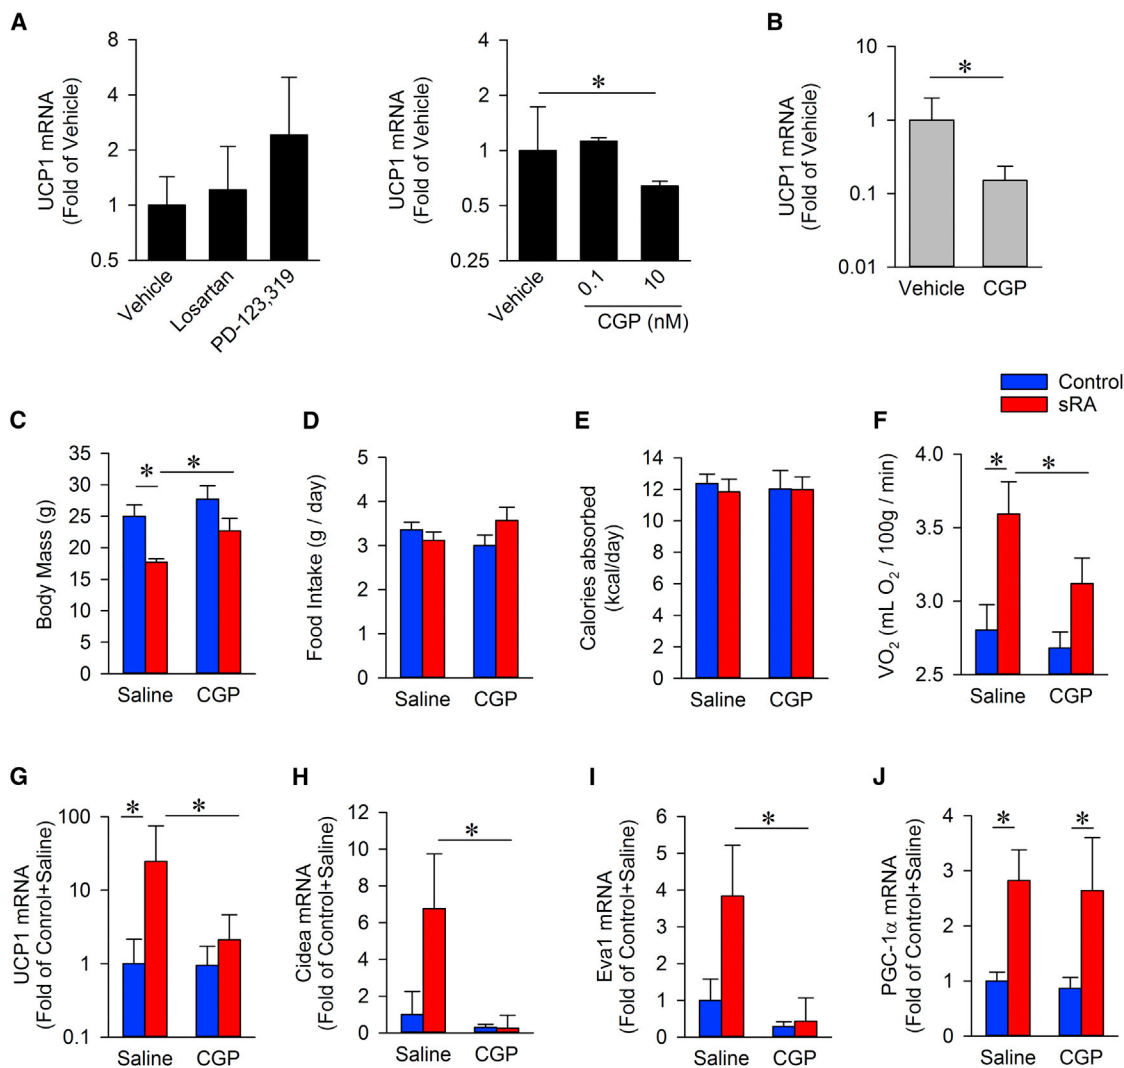 A
UCP1 mRNA
(Fold of Vehicle)
8
4
2
1
0.5
Vehicle
Losartan
PD-123,319
UCP1 mRNA
(Fold of Vehicle)
4
2
1
0.5
0.25
*
Vehicle
0.1
10
CGP (nM)
B
UCP1 mRNA
(Fold of Vehicle)
10
1
0.1
0.01
*
Vehicle CGP
Control
sRA
C
Body Mass (g)
35
30
25
20
15
10
5
0
* *
Saline CGP
D
Food Intake (g / day)
5
4
3
2
1
0
Saline CGP
E
Calories absorbed
(kcal/day)
14
12
10
8
6
4
2
0
Saline CGP
F
VO2 (mL O2 / 100g / min)
4.0
3.5
3.0
2.5
* *
Saline CGP
G
UCP1 mRNA
(Fold of Conrol+Saline)
100
10
1
0.1
* *
Saline CGP
H
Cidea mRNA
(Fold of Control+Saline)
12
10
8
6
4
2
0
*
Saline CGP
I
Eva1 mRNA
(Fold of Control+Saline)
6
5
4
3
2
1
0
*
Saline CGP
J
PGC-1α mRNA
(Fold of Control+Saline)
4
3
2
1
0
* *
Saline CGP